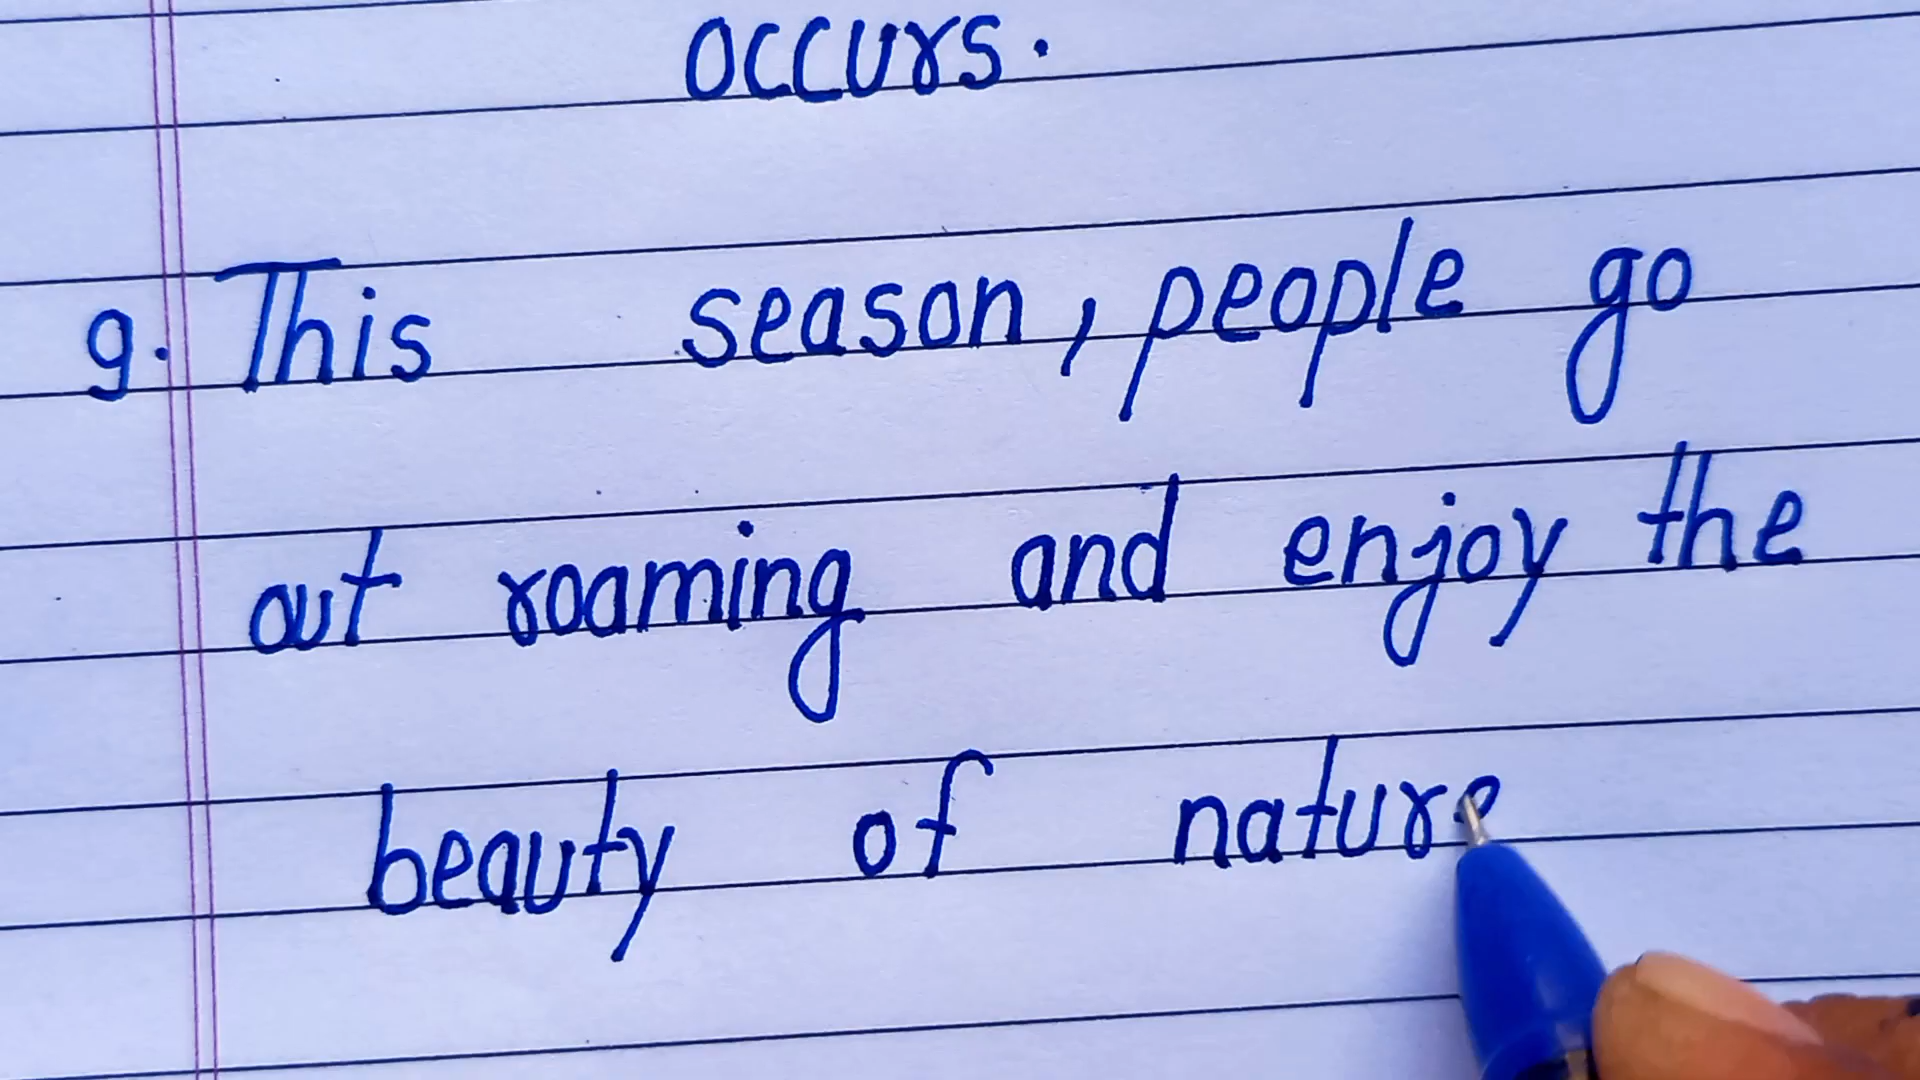 occurs.
9. This season, people go
out roaming and enjoy the
beauty of nature